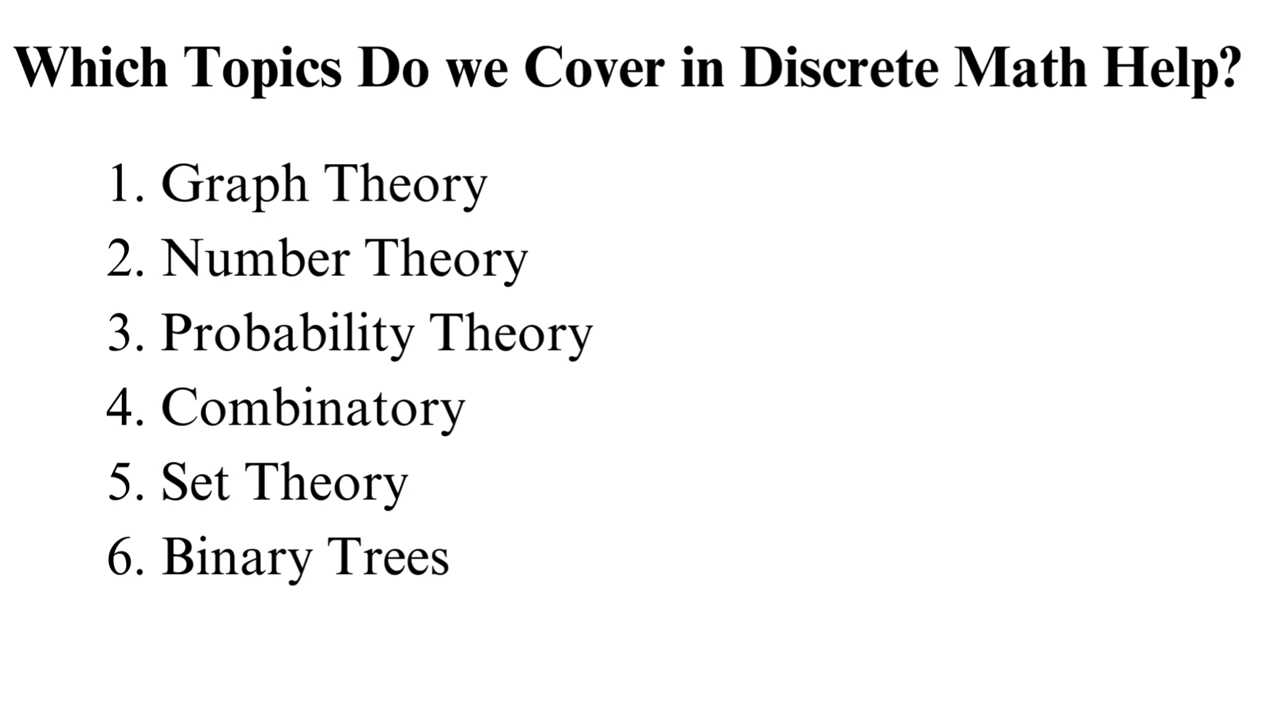 Which Topics Do we Cover in Discrete Math Help?
1. Graph Theory
2. Number Theory
3. Probability Theory
4. Combinatory
5. Set Theory
6. Binary Trees